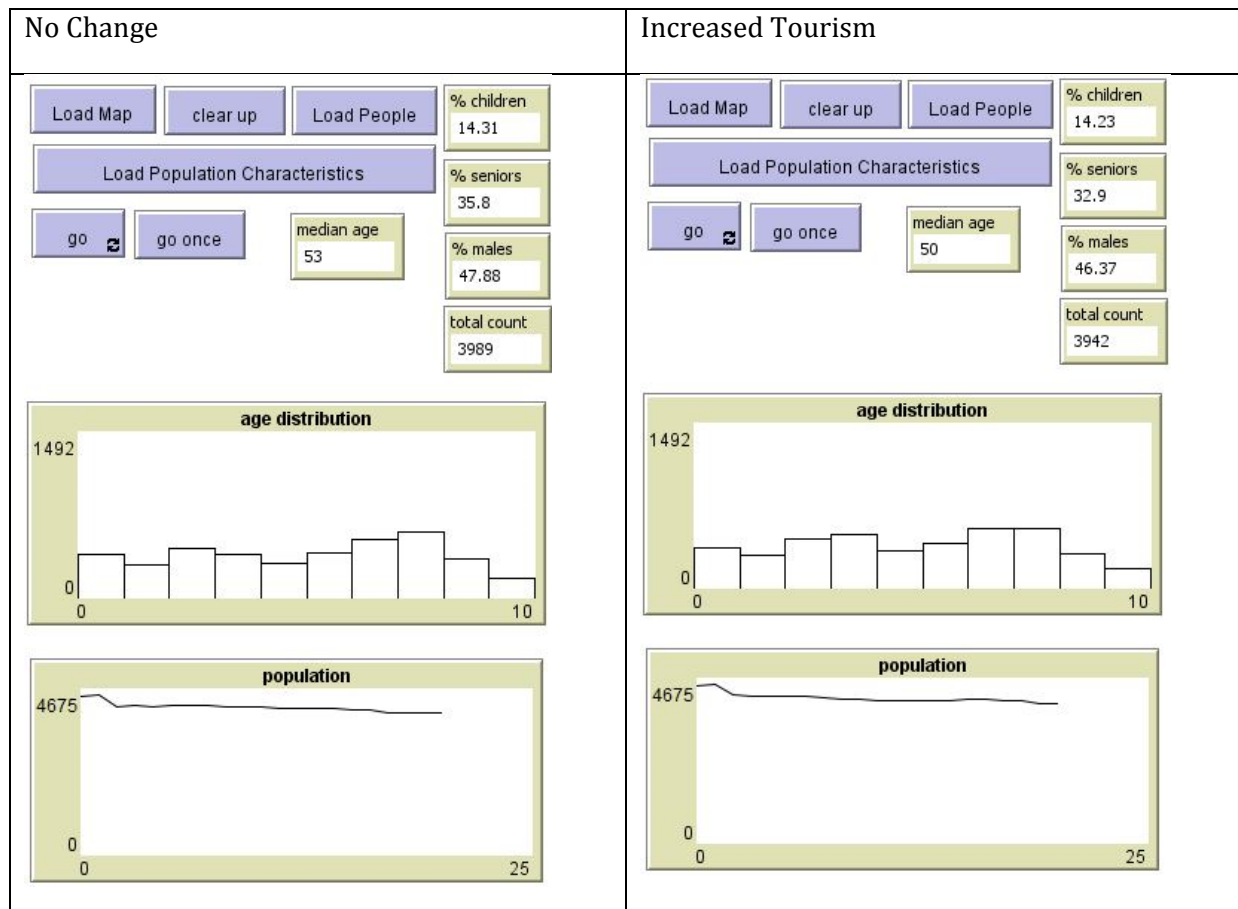 No Change
Increased Tourism
Load Map
clear up
Load People
% children
14.31
Load Population Characteristics
% seniors
35.8
go
go once
median age
53
% males
47.88
total count
3989
age distribution
1492
0
0
10
population
4675
0
0
25
Load Map
clear up
Load People
% children
14.23
Load Population Characteristics
% seniors
32.9
go
go once
median age
50
% males
46.37
total count
3942
age distribution
1492
0
0
10
population
4675
0
0
25